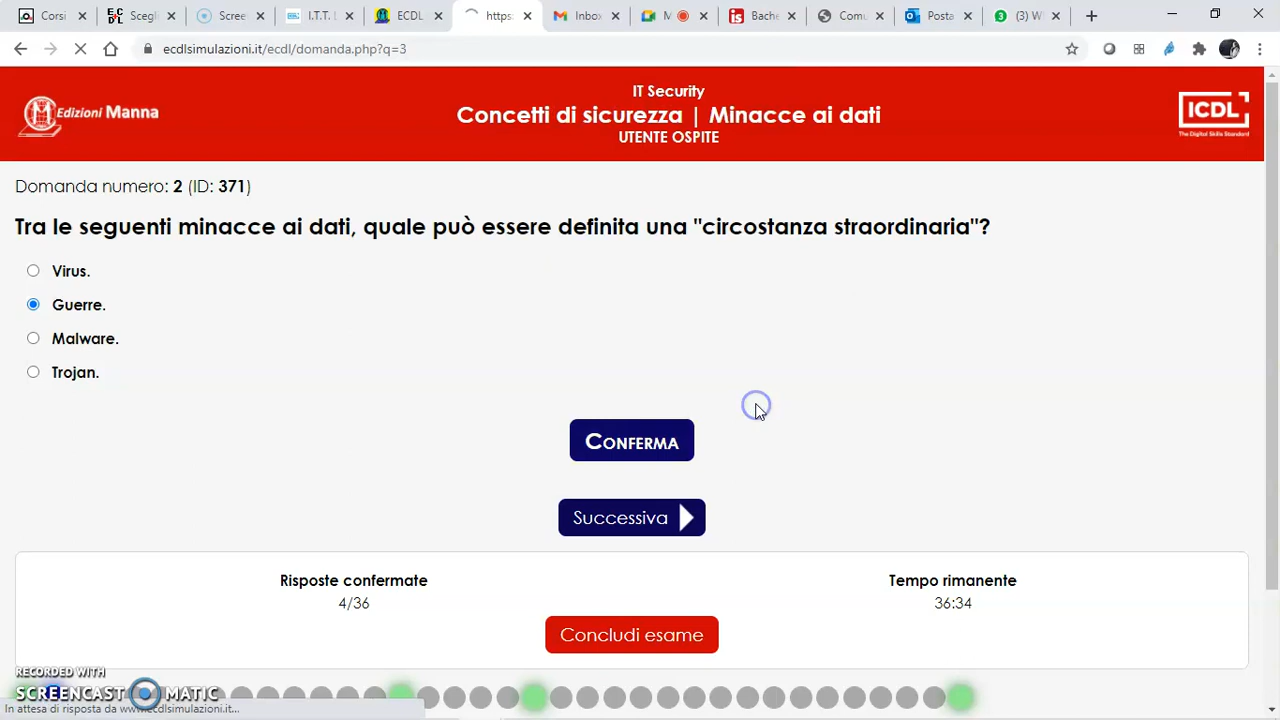 Corsi
Scegli
Scree
I.T.T.
ECDL
https:
Inbox
M
Bache
Comu
Posta
(3) W
ecdlsimulazioni.it/ecdl/domanda.php?q=3
Edizioni Manna
IT Security
Concetti di sicurezza | Minacce ai dati
UTENTE OSPITE
ICDL
The Digital Skills Standard
Domanda numero: 2 (ID: 371)
Tra le seguenti minacce ai dati, quale può essere definita una "circostanza straordinaria"?
Virus.
Guerre.
Malware.
Trojan.
Conferma
Successiva
Risposte confermate
4/36
Tempo rimanente
36:34
Concludi esame
RECORDED WITH
SCREENCAST MATIC
In attesa di risposta da www.ecdlsimulazioni.it...